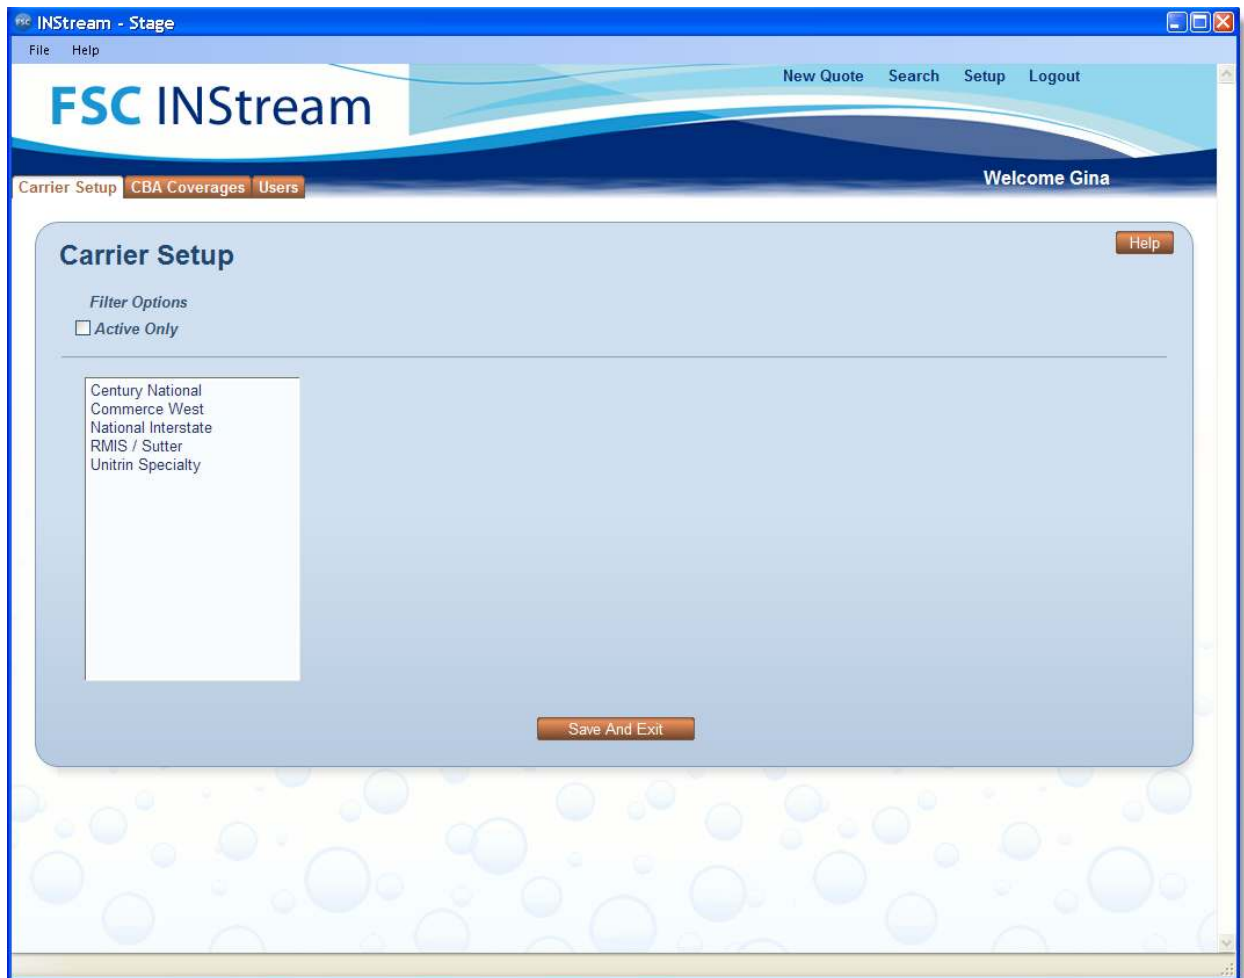 INStream - Stage
File Help
New Quote Search Setup Logout
FSC INStream
Welcome Gina
Carrier Setup CBA Coverages Users
Carrier Setup
Help
Filter Options
Active Only
Century National
Commerce West
National Interstate
RMIS / Sutter
Unitrin Specialty
Save And Exit